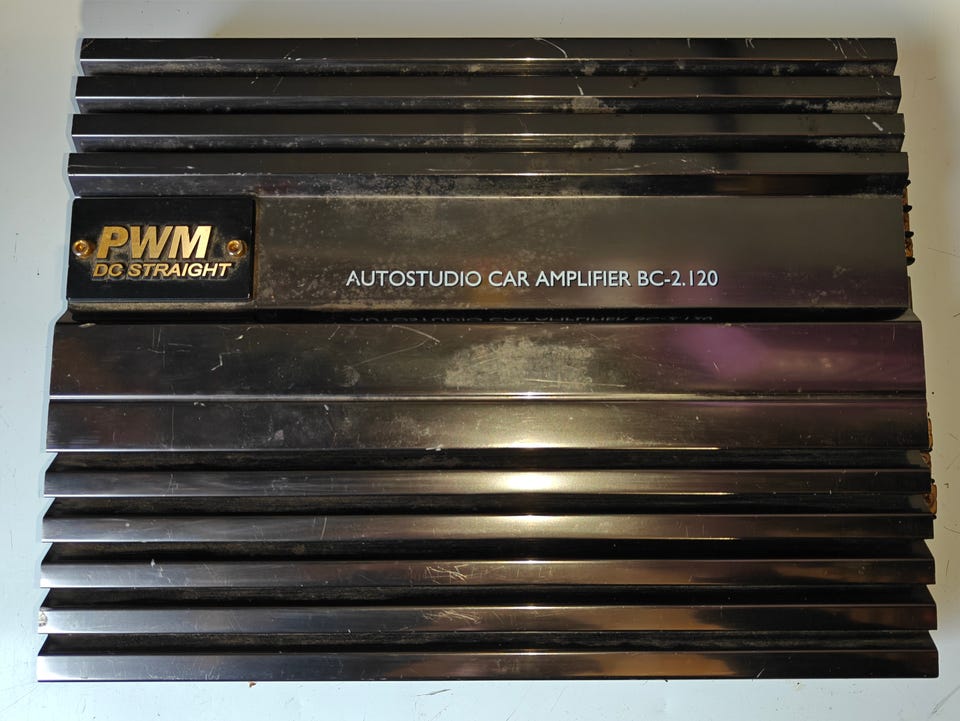 PWM
DC STRAIGHT
AUTOSTUDIO CAR AMPLIFIER BC-2.120